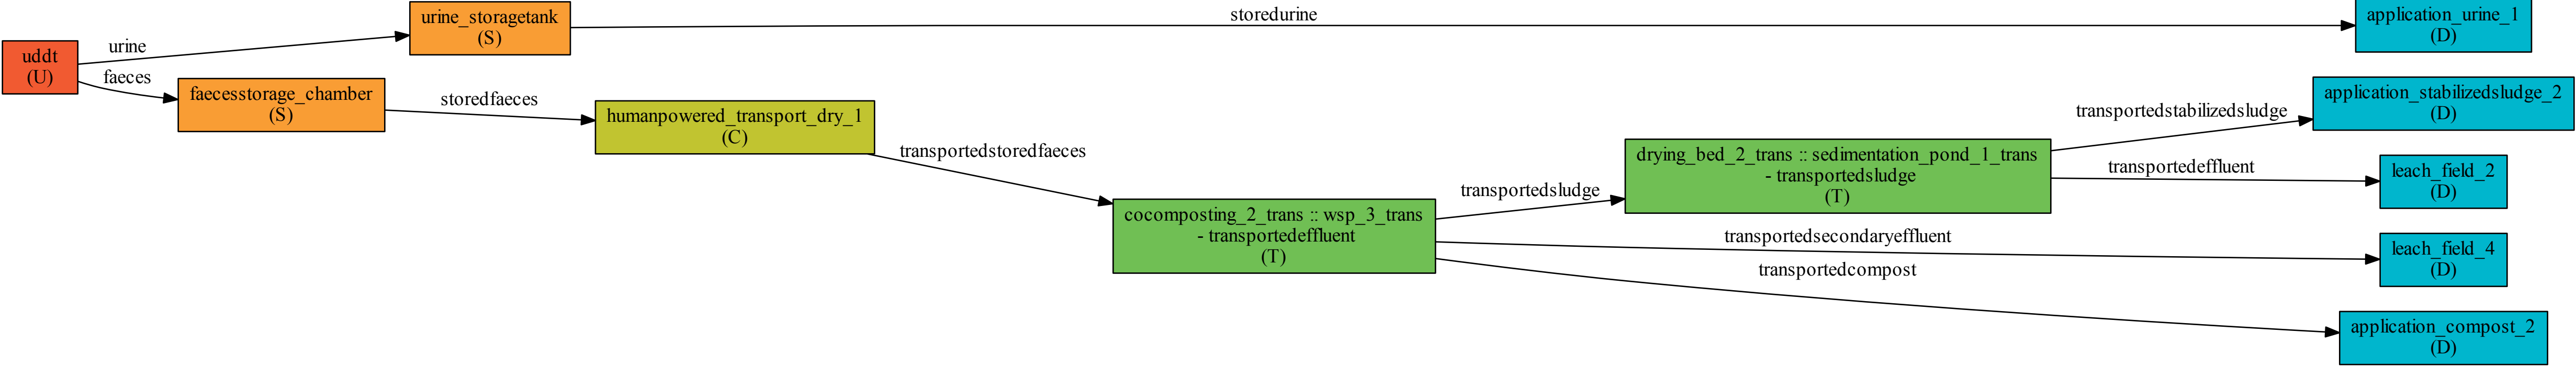 uddt
(U)
urine
faeces
urine_storagetank
(S)
faecesstorage_chamber
(S)
storedurine
storedfaeces
humanpowered_transport_dry_1
(C)
transportedstoredfaeces
cocomposting_2_trans :: wsp_3_trans
- transportedeffluent
(T)
transportedsludge
transportedsecondaryeffluent
transportedcompost
drying_bed_2_trans :: sedimentation_pond_1_trans
- transportedsludge
(T)
transportedstabilizedsludge
transportedeffluent
application_urine_1
(D)
application_stabilizedsludge_2
(D)
leach_field_2
(D)
leach_field_4
(D)
application_compost_2
(D)